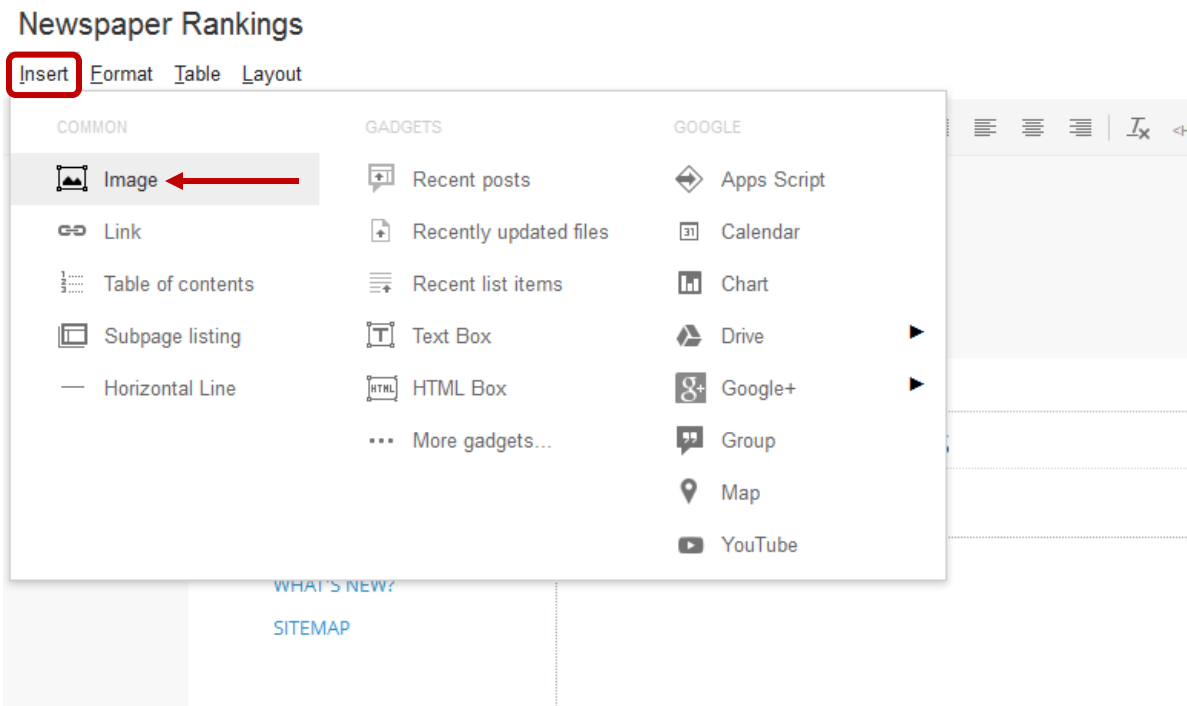 Newspaper Rankings
Insert Format Table Layout
COMMON
Image
Link
Table of contents
Subpage listing
Horizontal Line
GADGETS
Recent posts
Recently updated files
Recent list items
Text Box
HTML Box
More gadgets...
GOOGLE
Apps Script
31 Calendar
Chart
Drive
Google+
Group
Map
YouTube
WHAT'S NEW?
SITEMAP